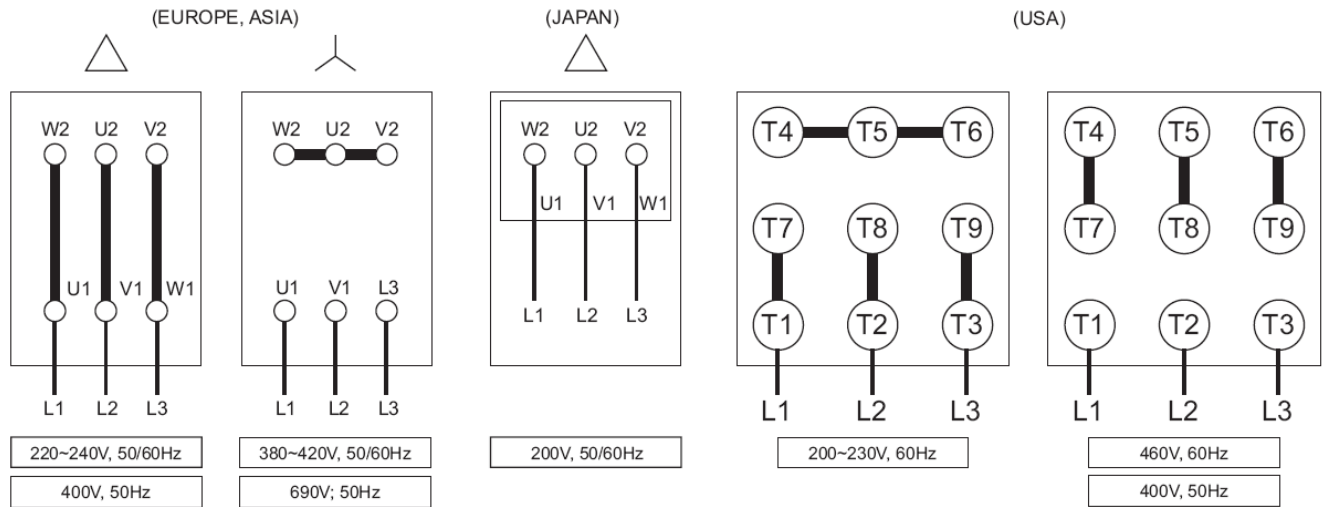 (EUROPE, ASIA) (JAPAN) (USA)
W2 U2 V2 W2 U2 V2 W2 U2 V2 T4 T5 T6 T4 T5 T6
U1 V1 W1 T7 T8 T9 T7 T8 T9
U1 V1 W1 U1 V1 L3 T1 T2 T3 T1 T2 T3
L1 L2 L3
L1 L2 L3 L1 L2 L3 L1 L2 L3 L1 L2 L3
220~240V, 50/60Hz 380~420V, 50/60Hz 200V, 50/60Hz 200~230V, 60Hz 460V, 60Hz
400V, 50Hz 690V; 50Hz 400V, 50Hz